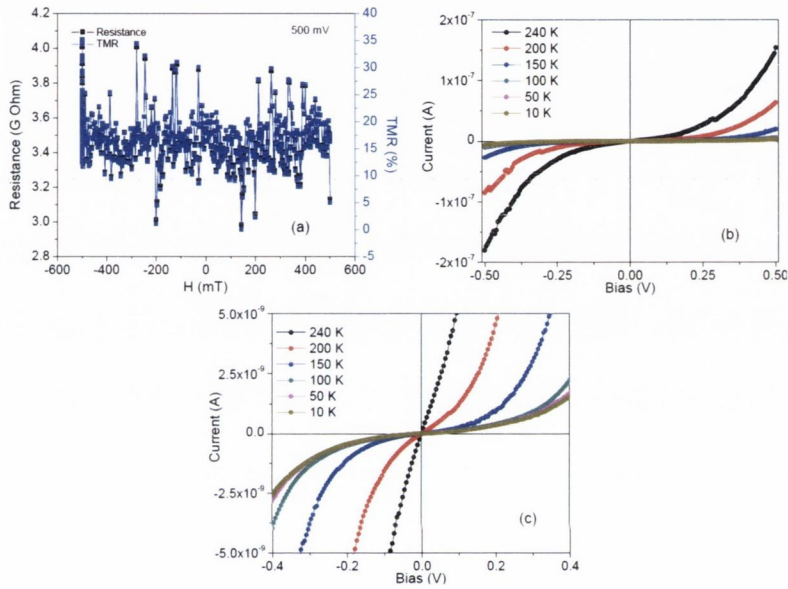 4.2
4.0
3.8
3.6
3.4
3.2
3.0
2.8
Resistance (G Ohm)
Resistance
TMR
500 mV
40
35
30
25
20
15
10
5
0
-5
TMR (%)
(a)
-600 -400 -200 0 200 400 600
H (mT)
2x10-7
1x10-7
0
-1x10-7
-2x10-7
Current (A)
240 K
200 K
150 K
100 K
50 K
10 K
(b)
-0.50 -0.25 0.00 0.25 0.50
Bias (V)
5.0x10-9
2.5x10-9
0.0
-2.5x10-9
-5.0x10-9
Current (A)
240 K
200 K
150 K
100 K
50 K
10 K
(c)
-0.4 -0.2 0.0 0.2 0.4
Bias (V)